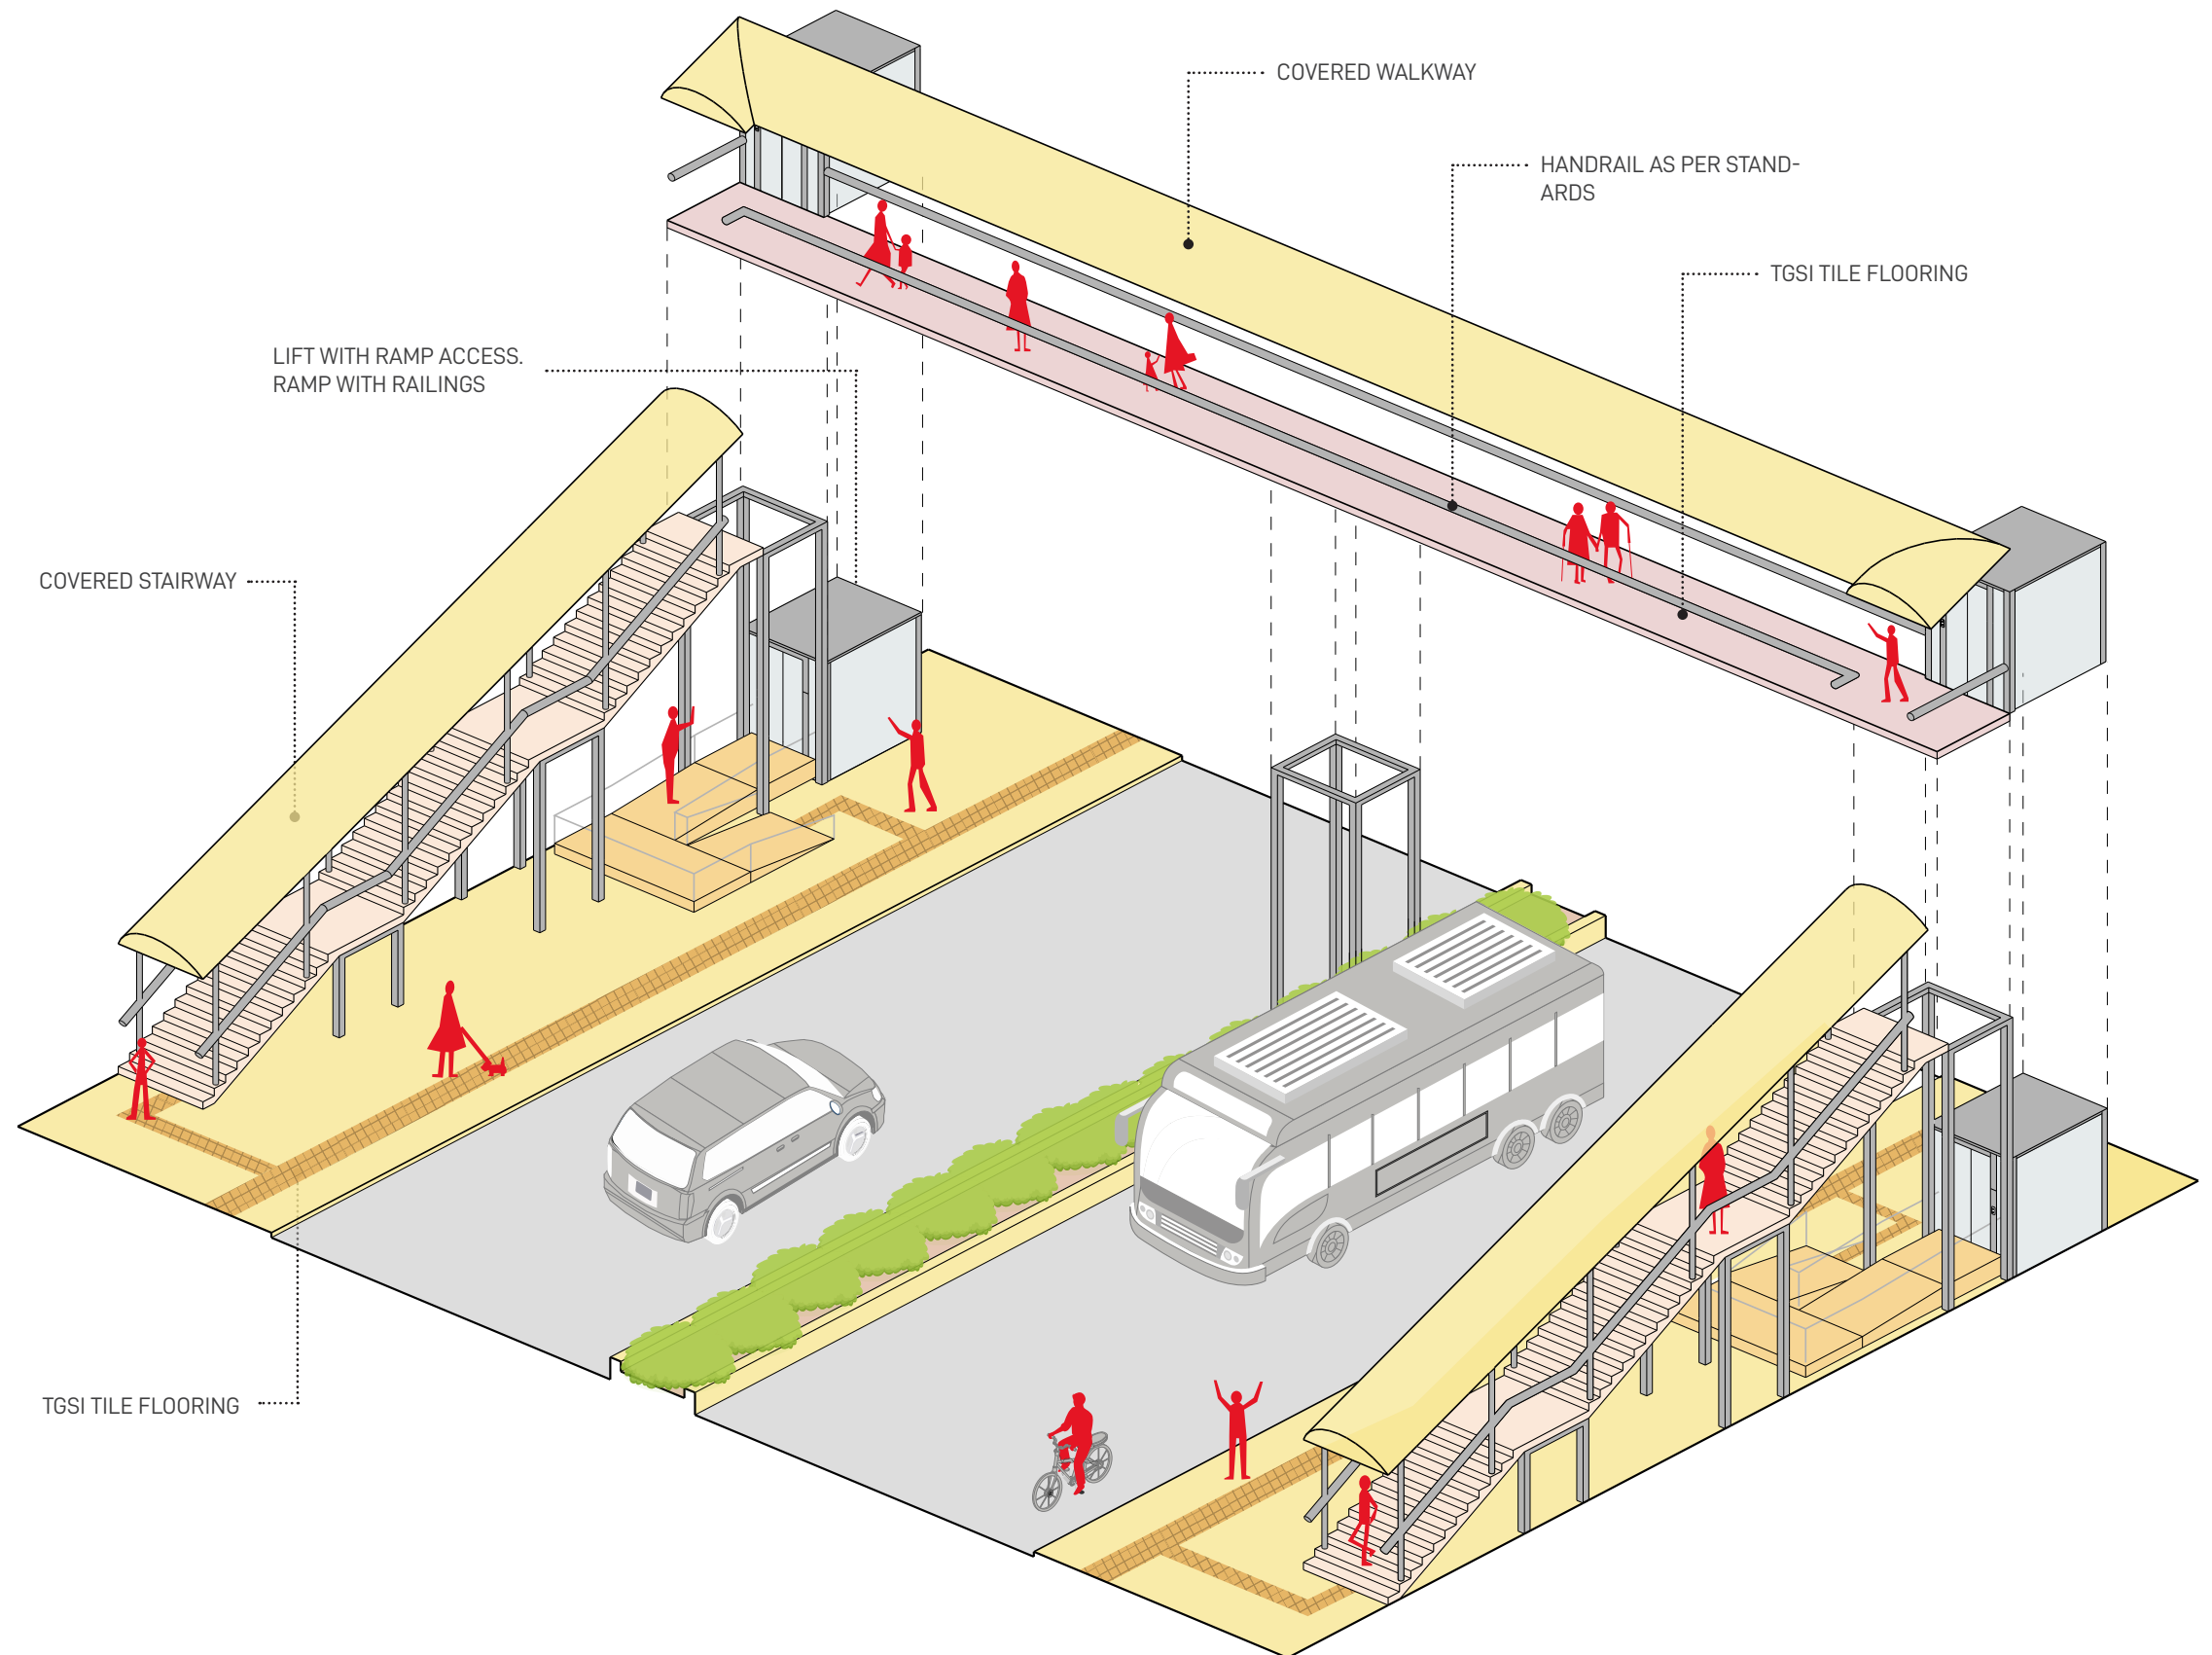 COVERED WALKWAY
HANDRAIL AS PER STAND-
ARDS
TGSI TILE FLOORING
LIFT WITH RAMP ACCESS.
RAMP WITH RAILINGS
COVERED STAIRWAY
TGSI TILE FLOORING